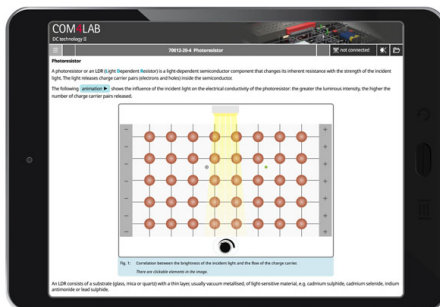 COM4LAB
DC technology II
70013-26-4 Photoresistor
not connected
Photoresistor
A photoresistor or an LDR (Light Dependent Resistor) is a light-dependent semiconductor component that changes its inherent resistance with the strength of the incident
light. The light releases charge carrier pairs (electrons and holes) inside the semiconductor.
The following animation shows the influence of the incident light on the electrical conductivity of the photoresistor: the greater the luminous intensity, the higher the
number of charge carrier pairs released.
Fig. 1: Correlation between the brightness of the incident light and the flow of the charge carrier.
There are clickable elements in the image.
An LDR consists of a substrate (glass, mica or quartz) with a thin layer, usually vacuum metallised, of light-sensitive material, e.g. cadmium sulphide, cadmium selenide, indium
antimonide or lead sulphide.